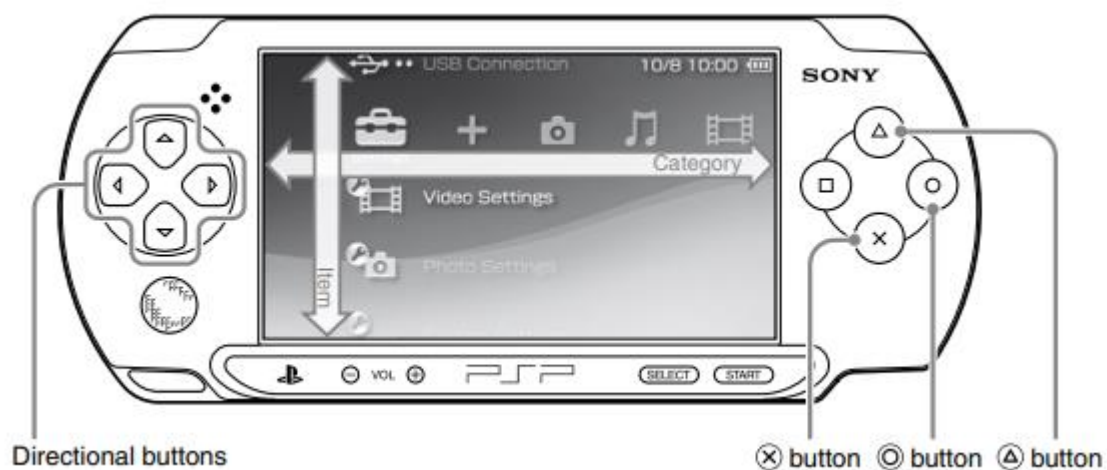 USB Connection 10/8 10:00
SONY
Category
Video Settings
Photo Settings
Item
VOL PSP SELECT START
Directional buttons
button button button